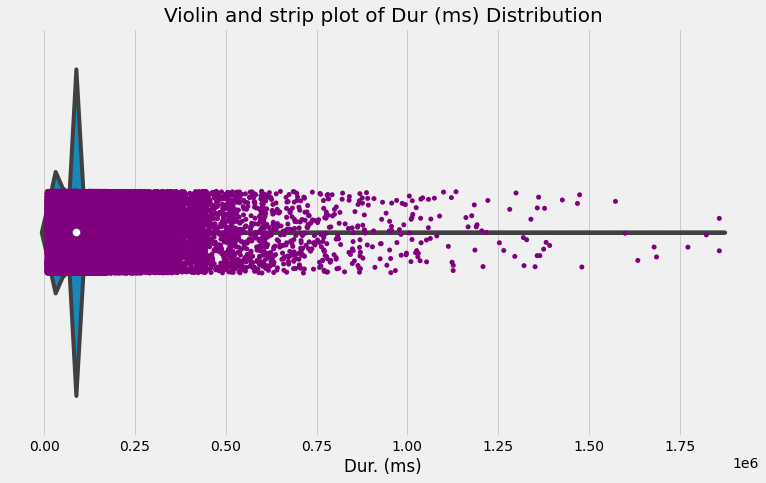 Violin and strip plot of Dur (ms) Distribution
0.00 0.25 0.50 0.75 1.00 1.25 1.50 1.75
1e6
Dur. (ms)